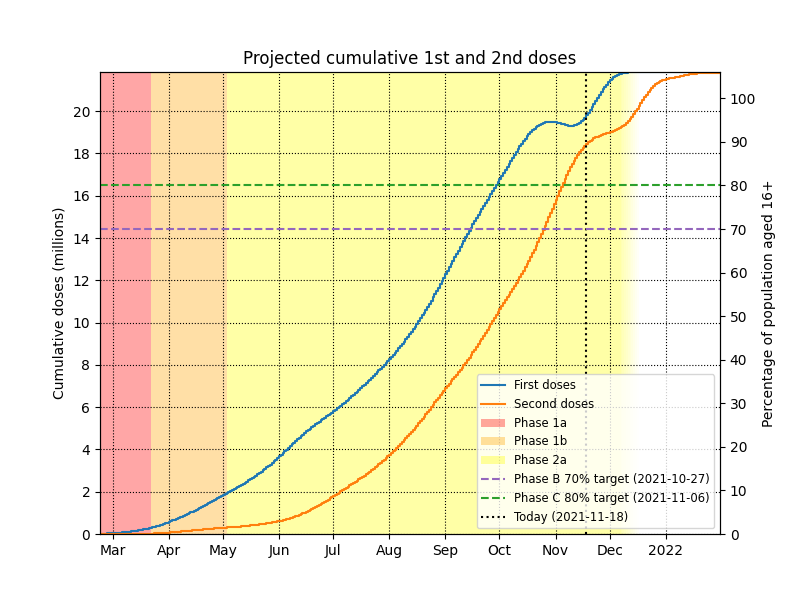 Projected cumulative 1st and 2nd doses
Cumulative doses (millions)
20
18
16
14
12
10
8
6
4
2
0
100
90
80
70
60
50
40
30
20
10
0
Percentage of population aged 16+
First doses
Second doses
Phase 1a
Phase 1b
Phase 2a
Phase B 70% target (2021-10-27)
Phase C 80% target (2021-11-06)
Today (2021-11-18)
Mar Apr May Jun Jul Aug Sep Oct Nov Dec 2022